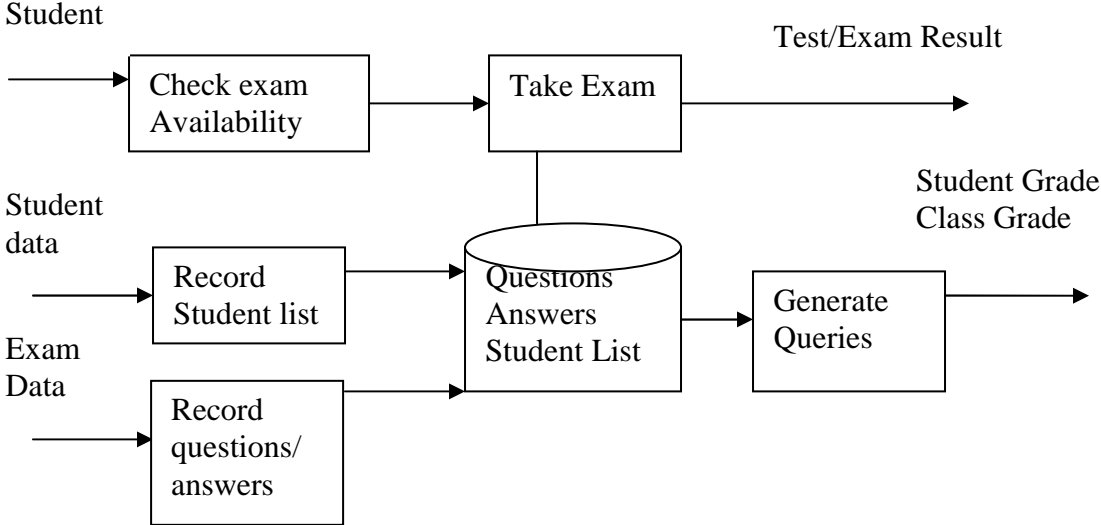 Student
Test/Exam Result
Check exam
Availability
Take Exam
Student Grade
Class Grade
Student
data
Record
Student list
Questions
Answers
Student List
Generate
Queries
Exam
Data
Record
questions/
answers